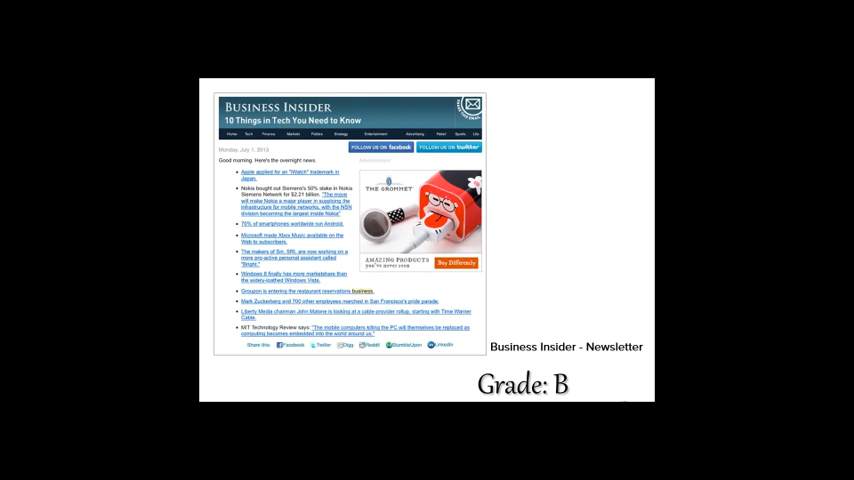 BUSINESS INSIDER
10 Things in Tech You Need to Know
Home Tech Finance Markets Politics Strategy Entertainment Advertising Retail Sports Life
Monday, July 1, 2013
FOLLOW US ON facebook FOLLOW US ON twitter
Good morning. Here's the overnight news.
Advertisement
Apple applied for an "iWatch" trademark in
Japan.
Nokia bought out Siemens's 50% stake in Nokia
Siemens Network for $2.21 billion. "The move
will make Nokia a major player in supplying the
infrastructure for mobile networks, with the NSN
division becoming the largest inside Nokia"
70% of smartphones worldwide run Android.
Microsoft made Xbox Music available on the
Web to subscribers.
The makers of Siri, SRI, are now working on a
more pro-active personal assistant called
"Bright."
Windows 8 finally has more marketshare than
the widely-loathed Windows Vista.
THE GROMMET
AMAZING PRODUCTS
YOU'VE NEVER SEEN
Buy Differently
Groupon is entering the restaurant reservations business.
Mark Zuckerberg and 700 other employees marched in San Francisco's pride parade.
Liberty Media chairman John Malone is looking at a cable-provider rollup, starting with Time Warner
Cable.
MIT Technology Review says: "The mobile computers killing the PC will themselves be replaced as
computing becomes embedded into the world around us."
Share this: Facebook Twitter Digg Reddit StumbleUpon LinkedIn
Business Insider - Newsletter
Grade: B